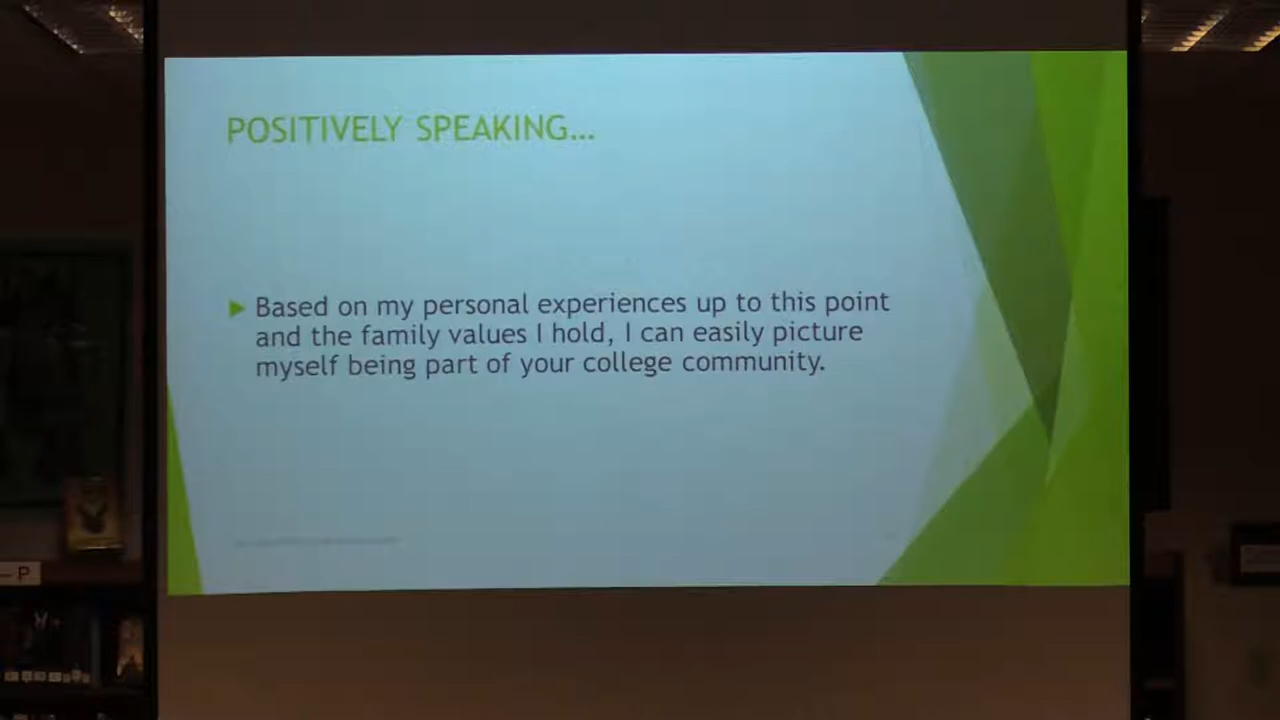 POSITIVELY SPEAKING...
Based on my personal experiences up to this point
and the family values I hold, I can easily picture
myself being part of your college community.
– P